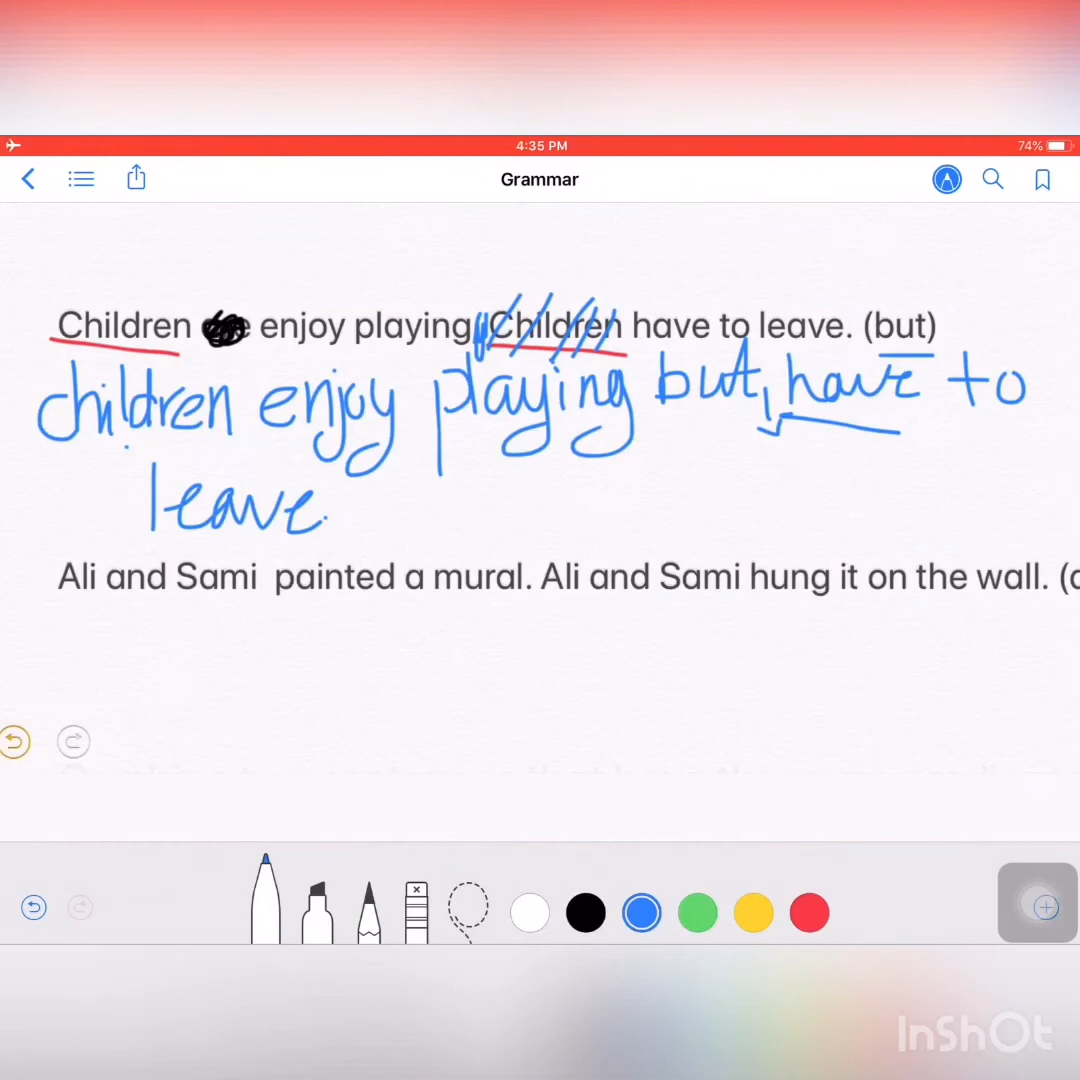 4:35 PM
74%
Grammar
Children enjoy playing Children have to leave. (but)
children enjoy playing but, have to
leave.
Ali and Sami painted a mural. Ali and Sami hung it on the wall. (
InShOt